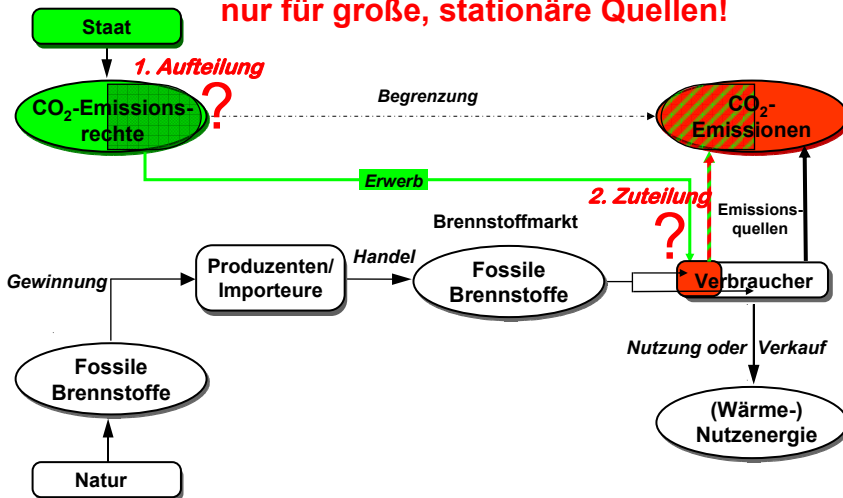 nur für große, stationäre Quellen!
Staat
1. Aufteilung
?
CO₂-Emissions-
rechte
Begrenzung
CO₂-
Emissionen
Erwerb
2. Zuteilung
?
Emissions-
quellen
Brennstoffmarkt
Gewinnung
Produzenten/
Importeure
Handel
Fossile
Brennstoffe
Verbraucher
Fossile
Brennstoffe
Nutzung oder Verkauf
(Wärme-)
Nutzenergie
Natur